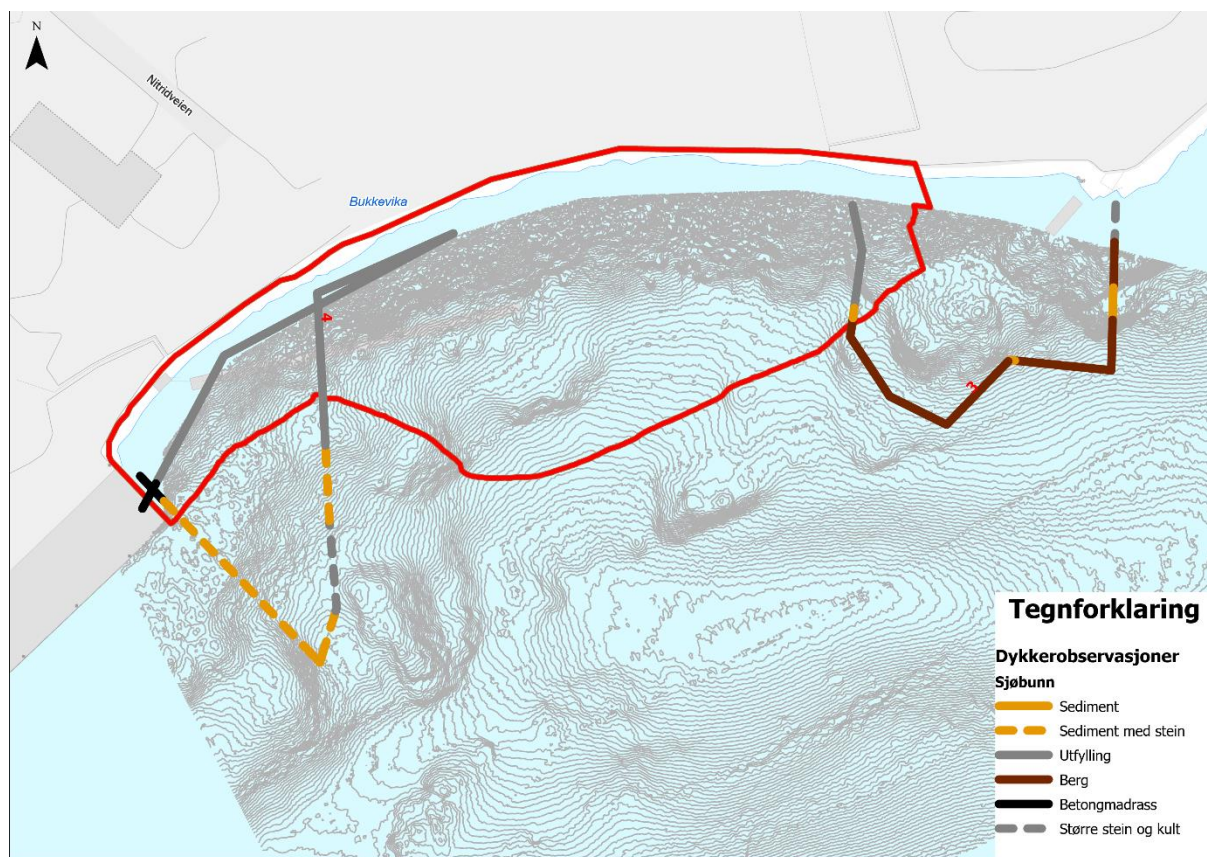 N
Nitridveien
Bukkevika
4
3
Tegnforklaring
Dykkerobservasjoner
Sjøbunn
Sediment
Sediment med stein
Utfylling
Berg
Betongmadrass
Større stein og kult